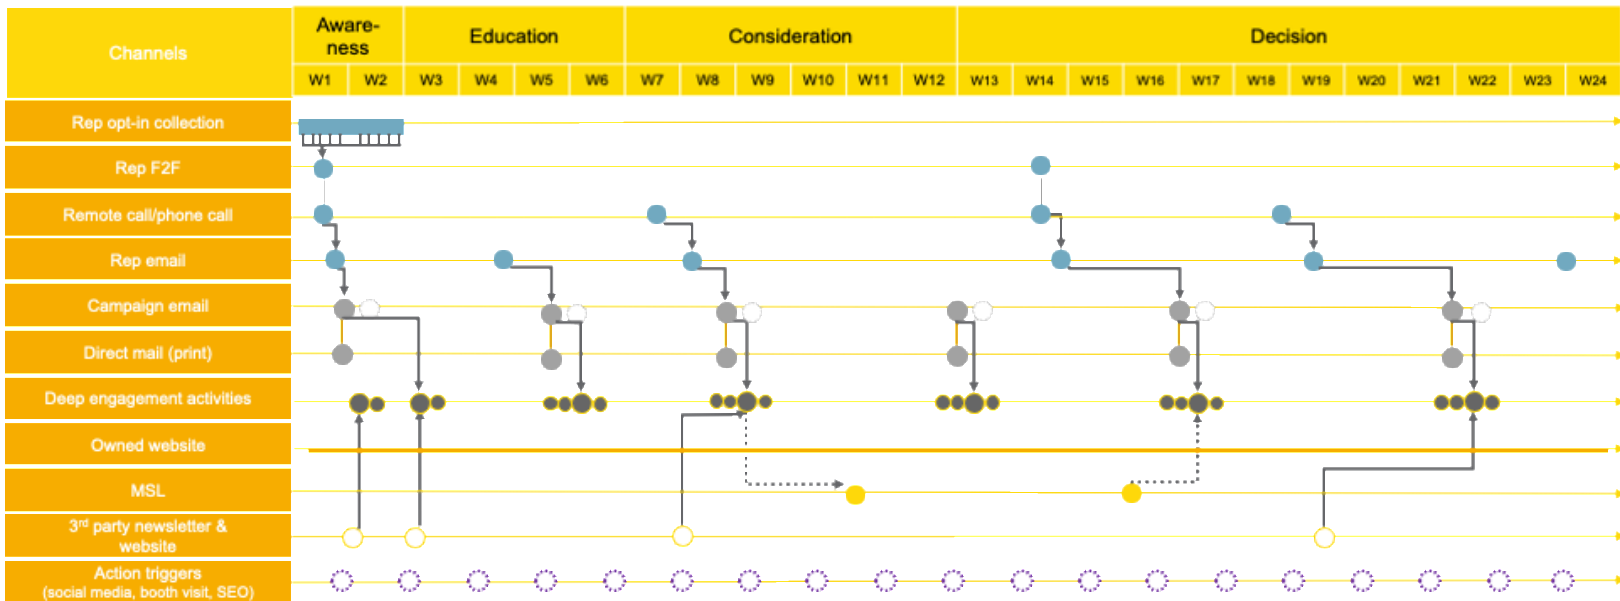 Channels
Aware-
ness
Education
Consideration
Decision
W1 W2 W3 W4 W5 W6 W7 W8 W9 W10 W11 W12 W13 W14 W15 W16 W17 W18 W19 W20 W21 W22 W23 W24
Rep opt-in collection
Rep F2F
Remote call/phone call
Rep email
Campaign email
Direct mail (print)
Deep engagement activities
Owned website
MSL
3rd party newsletter &
website
Action triggers
(social media, booth visit, SEO)